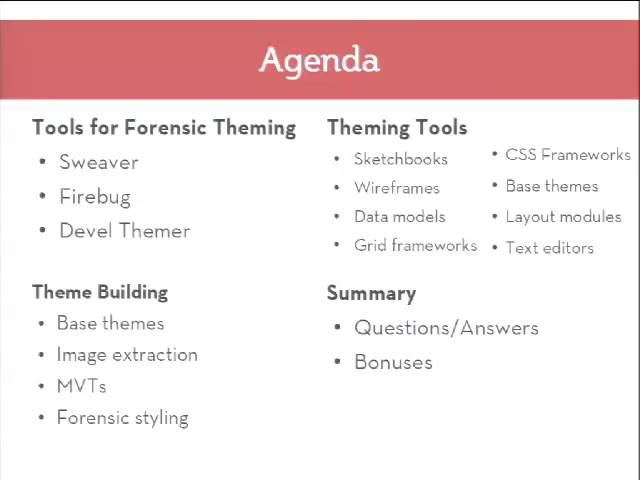 Agenda
Tools for Forensic Theming
• Sweaver
• Firebug
• Devel Themer
Theming Tools
• Sketchbooks
• Wireframes
• Data models
• Grid frameworks
• CSS Frameworks
• Base themes
• Layout modules
• Text editors
Theme Building
• Base themes
• Image extraction
• MVTs
• Forensic styling
Summary
• Questions/Answers
• Bonuses